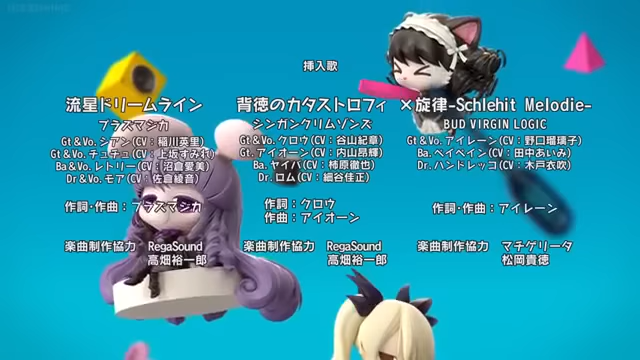 挿入歌
流星ドリームライン
プラズマジカ
Gt&Vo. シアン(CV：稲川英里)
Gt&Vo. チュチュ(CV：上坂すみれ)
Ba&Vo. レトリー(CV：沼倉愛美)
Dr&Vo. モア(CV：佐倉綾音)
作詞・作曲：プラズマジカ
楽曲制作協力 RegaSound
高畑裕一郎
背徳のカタストロフィ
シンガンクリムゾンズ
Gt&Vo. クロウ(CV：谷山紀章)
Gt. アイオーン(CV：内山昂輝)
Ba. ヤイバ(CV：柿原徹也)
Dr. ロム(CV：細谷佳正)
作詞：クロウ
作曲：アイオーン
楽曲制作協力 RegaSound
高畑裕一郎
×旋律-Schlehit Melodie-
BUD VIRGIN LOGIC
Gt&Vo. アイレーン(CV：野口瑠璃子)
Ba. ペイペイン(CV：田中あいみ)
Dr. ハンドレッコ(CV：木戸衣吹)
作詞・作曲：アイレーン
楽曲制作協力 マチゲリータ
松岡貴徳